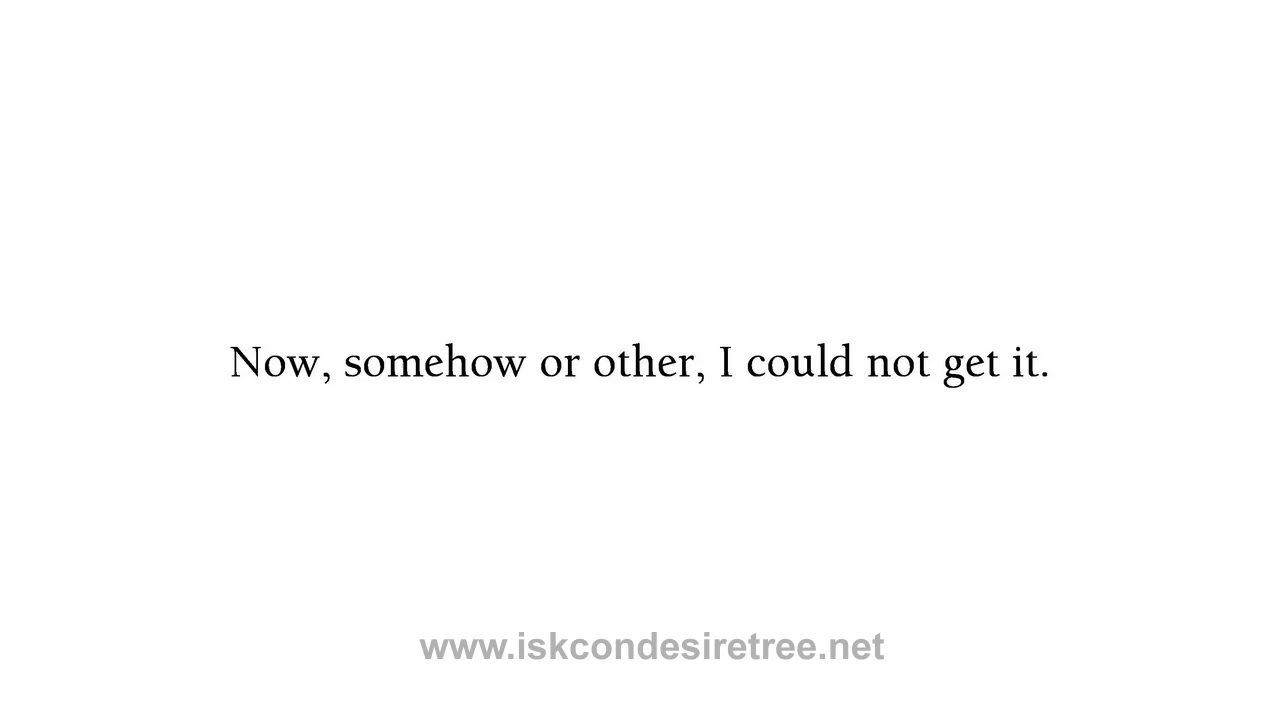 Now, somehow or other, I could not get it.
www.iskcondesiretree.net